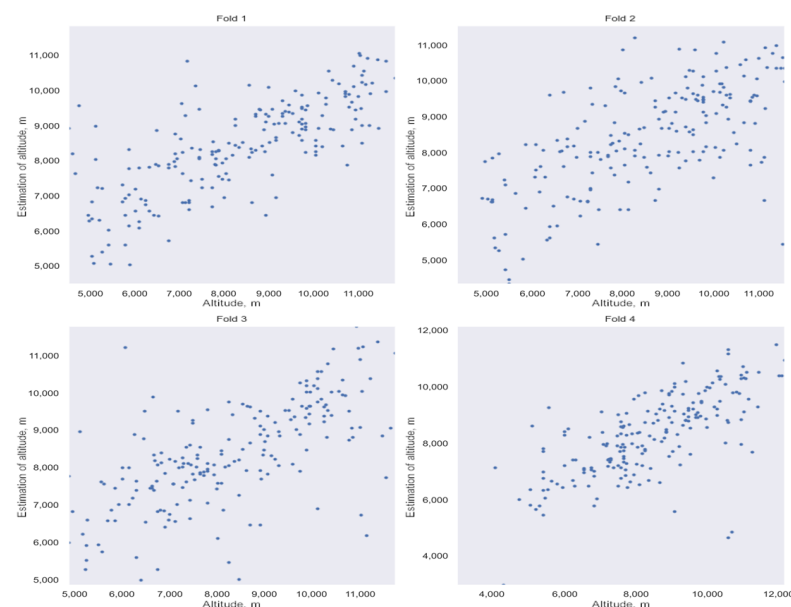 Fold 1
11,000
10,000
9,000
8,000
7,000
6,000
5,000
Estimation of altitude, m
5,000 6,000 7,000 8,000 9,000 10,000 11,000
Altitude, m
Fold 2
11,000
10,000
9,000
8,000
7,000
6,000
5,000
Estimation of altitude, m
5,000 6,000 7,000 8,000 9,000 10,000 11,000
Altitude, m
Fold 3
11,000
10,000
9,000
8,000
7,000
6,000
5,000
Estimation of altitude, m
5,000 6,000 7,000 8,000 9,000 10,000 11,000
Altitude, m
Fold 4
12,000
10,000
8,000
6,000
4,000
Estimation of altitude, m
4,000 6,000 8,000 10,000 12,000
Altitude, m